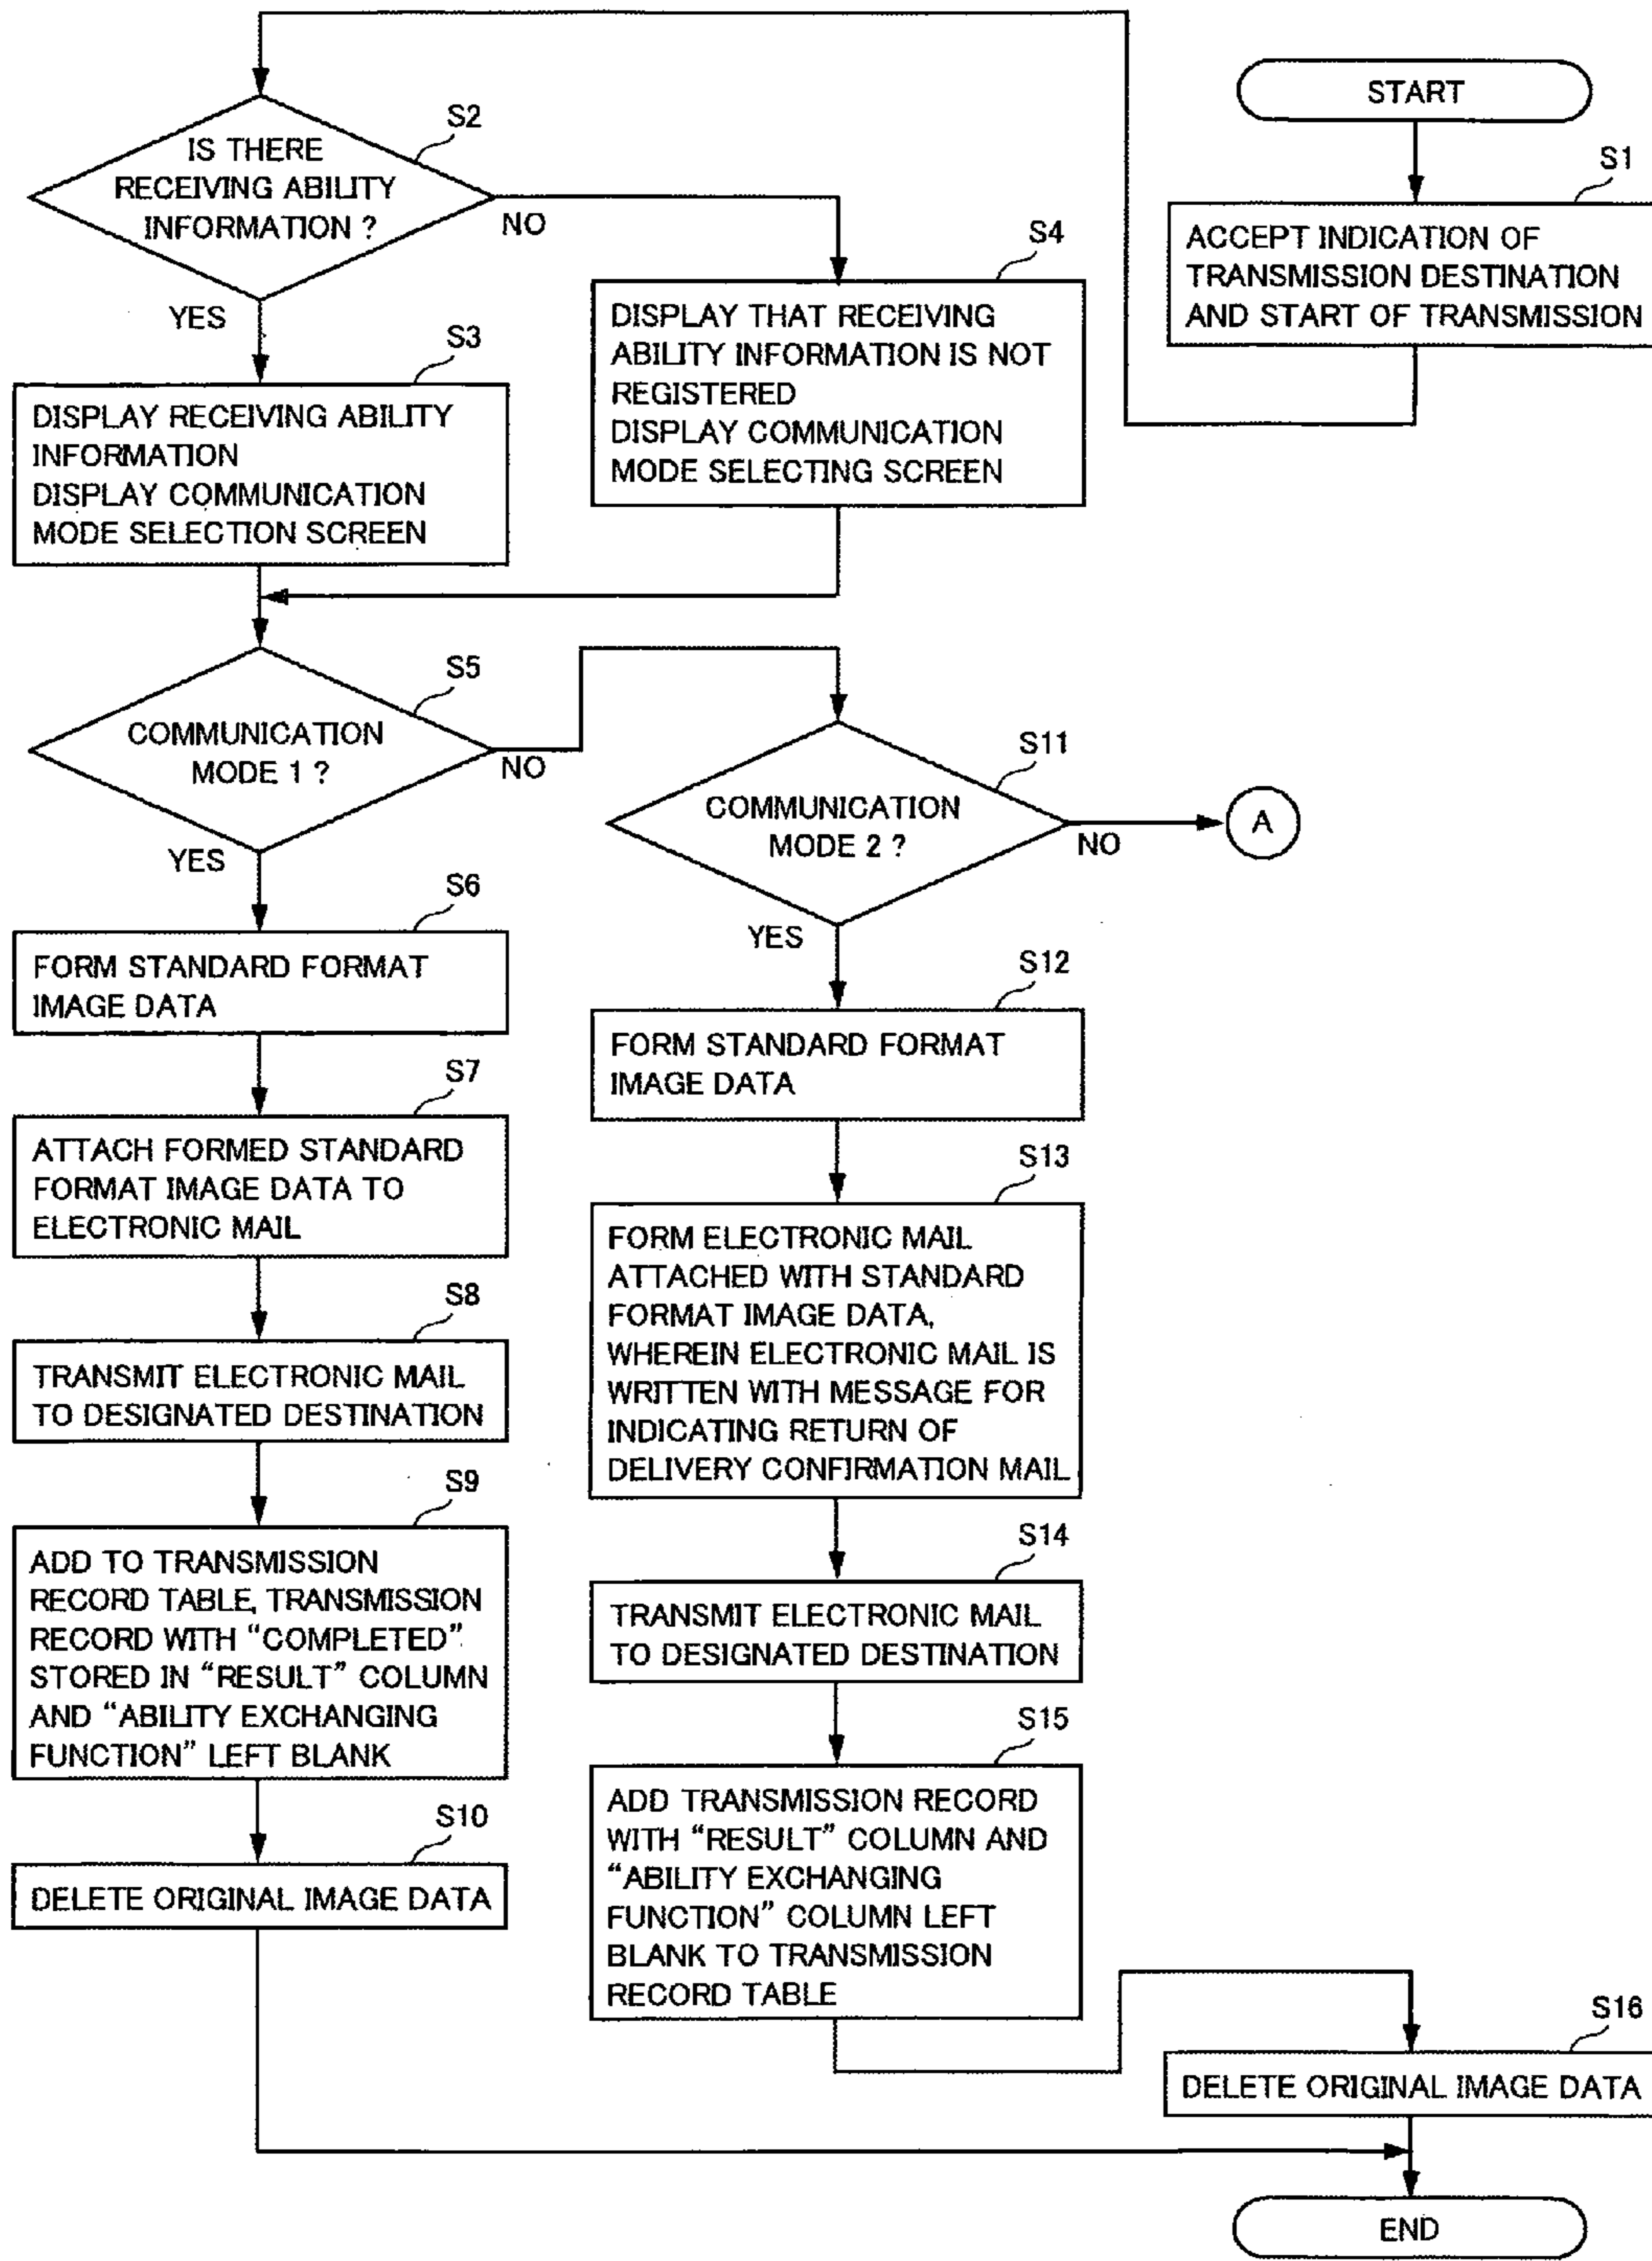 START
S1
ACCEPT INDICATION OF
TRANSMISSION DESTINATION
AND START OF TRANSMISSION
S2
IS THERE
RECEIVING ABILITY
INFORMATION ?
NO
YES
S3
DISPLAY RECEIVING ABILITY
INFORMATION
DISPLAY COMMUNICATION
MODE SELECTION SCREEN
S4
DISPLAY THAT RECEIVING
ABILITY INFORMATION IS NOT
REGISTERED
DISPLAY COMMUNICATION
MODE SELECTING SCREEN
S5
COMMUNICATION
MODE 1 ?
NO
YES
S6
FORM STANDARD FORMAT
IMAGE DATA
S7
ATTACH FORMED STANDARD
FORMAT IMAGE DATA TO
ELECTRONIC MAIL
S8
TRANSMIT ELECTRONIC MAIL
TO DESIGNATED DESTINATION
S9
ADD TO TRANSMISSION
RECORD TABLE, TRANSMISSION
RECORD WITH “COMPLETED”
STORED IN “RESULT” COLUMN
AND “ABILITY EXCHANGING
FUNCTION” LEFT BLANK
S10
DELETE ORIGINAL IMAGE DATA
S11
COMMUNICATION
MODE 2 ?
NO
A
YES
S12
FORM STANDARD FORMAT
IMAGE DATA
S13
FORM ELECTRONIC MAIL
ATTACHED WITH STANDARD
FORMAT IMAGE DATA,
WHEREIN ELECTRONIC MAIL IS
WRITTEN WITH MESSAGE FOR
INDICATING RETURN OF
DELIVERY CONFIRMATION MAIL
S14
TRANSMIT ELECTRONIC MAIL
TO DESIGNATED DESTINATION
S15
ADD TRANSMISSION RECORD
WITH “RESULT” COLUMN AND
“ABILITY EXCHANGING
FUNCTION” COLUMN LEFT
BLANK TO TRANSMISSION
RECORD TABLE
S16
DELETE ORIGINAL IMAGE DATA
END